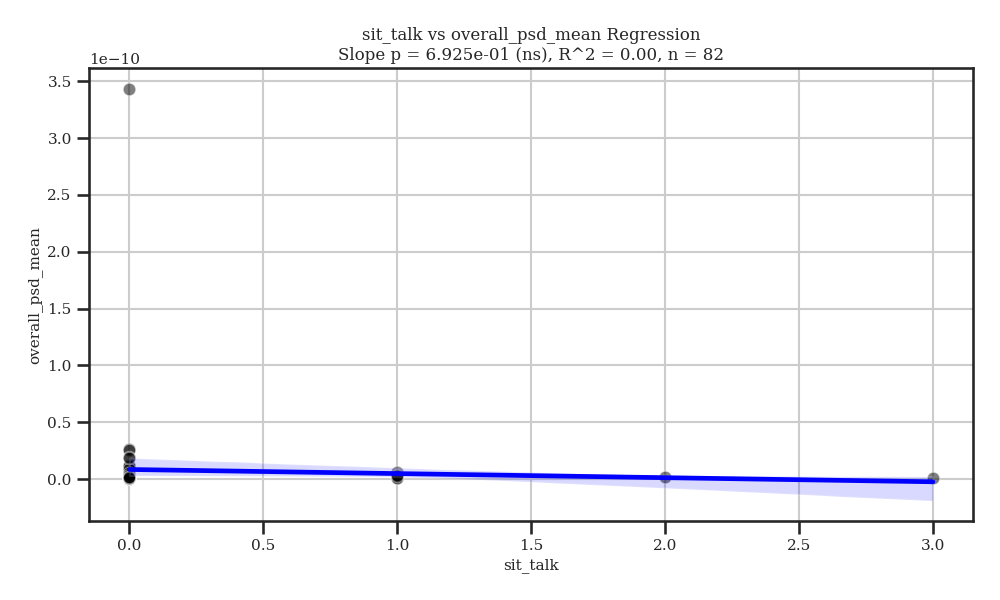 sit_talk vs overall_psd_mean Regression
Slope p = 6.925e-01 (ns), R^2 = 0.00, n = 82
1e−10
3.5
3.0
2.5
2.0
1.5
1.0
0.5
0.0
overall_psd_mean
0.0 0.5 1.0 1.5 2.0 2.5 3.0
sit_talk